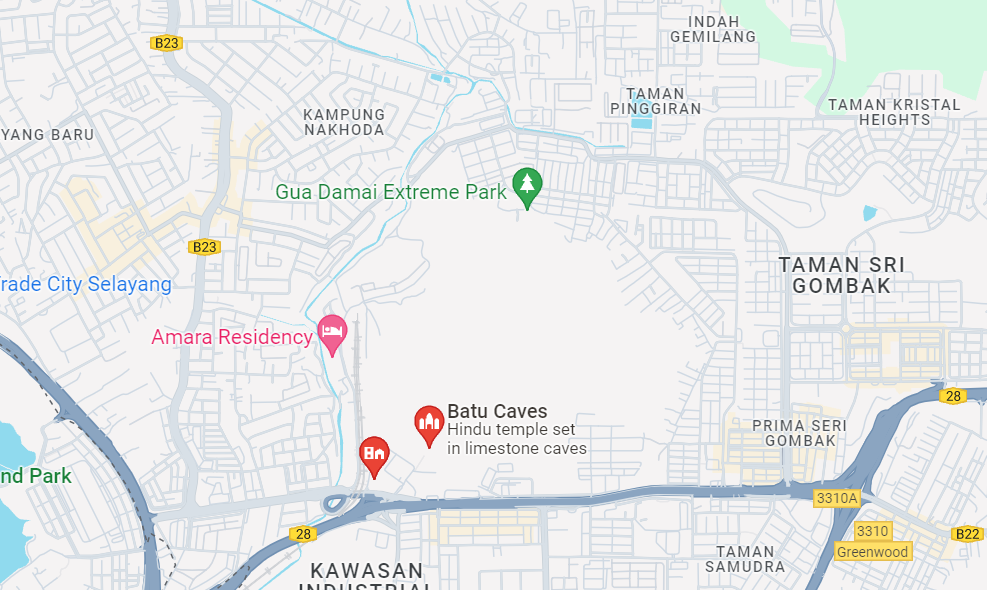 INDAH
GEMILANG
B23
TAMAN
PINGGIRAN
TAMAN KRISTAL
HEIGHTS
KAMPUNG
NAKHODA
YANG BARU
Gua Damai Extreme Park
B23
TAMAN SRI
GOMBAK
rade City Selayang
Amara Residency
28
Batu Caves
Hindu temple set
in limestone caves
PRIMA SERI
GOMBAK
nd Park
3310A
28
3310
B22
Greenwood
TAMAN
SAMUDRA
KAWASAN
INDUSTRIAL